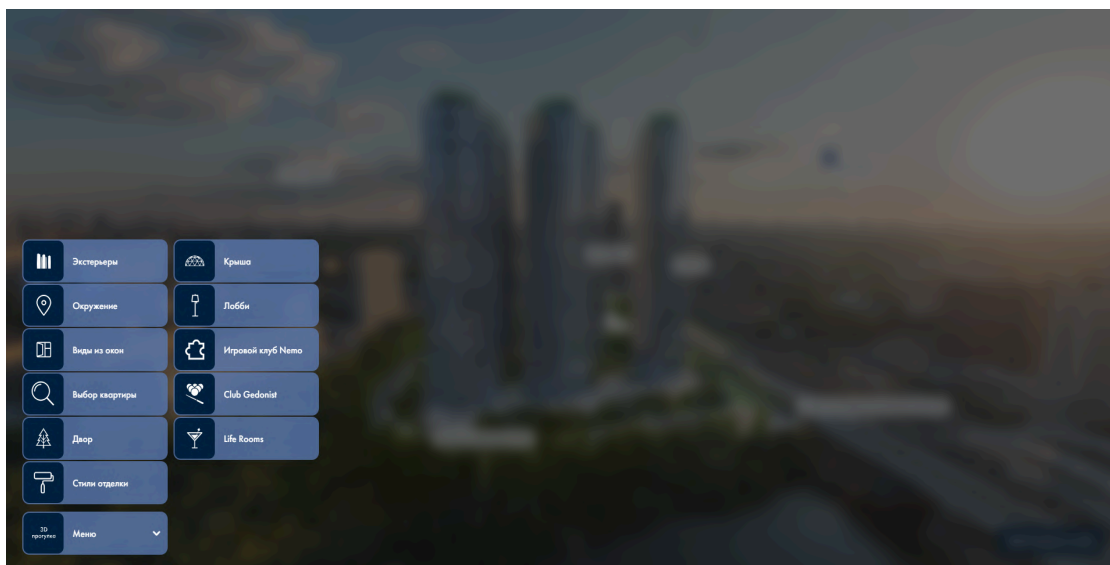 Экстерьеры
Окружение
Виды из окон
Выбор квартиры
Двор
Стили отделки
3D
прогулка
Меню
Крыша
Лобби
Игровой клуб Nemo
Club Gedonist
Life Rooms